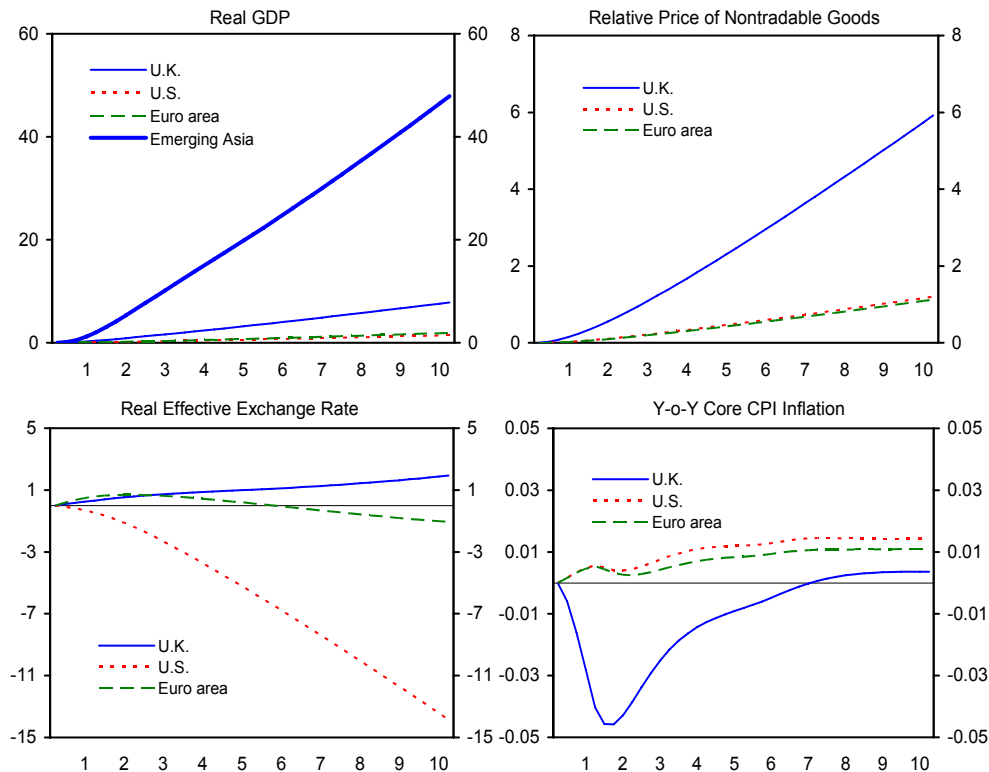 Real GDP
60 60
U.K.
U.S.
Euro area
Emerging Asia
40 40
20 20
0 0
1 2 3 4 5 6 7 8 9 10
Relative Price of Nontradable Goods
8 8
U.K.
U.S.
Euro area
6 6
4 4
2 2
0 0
1 2 3 4 5 6 7 8 9 10
Real Effective Exchange Rate
5 5
1 1
-3 -3
-7 -7
U.K.
U.S.
Euro area
-11 -11
-15 -15
1 2 3 4 5 6 7 8 9 10
Y-o-Y Core CPI Inflation
0.05 0.05
U.K.
0.03 0.03
U.S.
Euro area
0.01 0.01
-0.01 -0.01
-0.03 -0.03
-0.05 -0.05
1 2 3 4 5 6 7 8 9 10